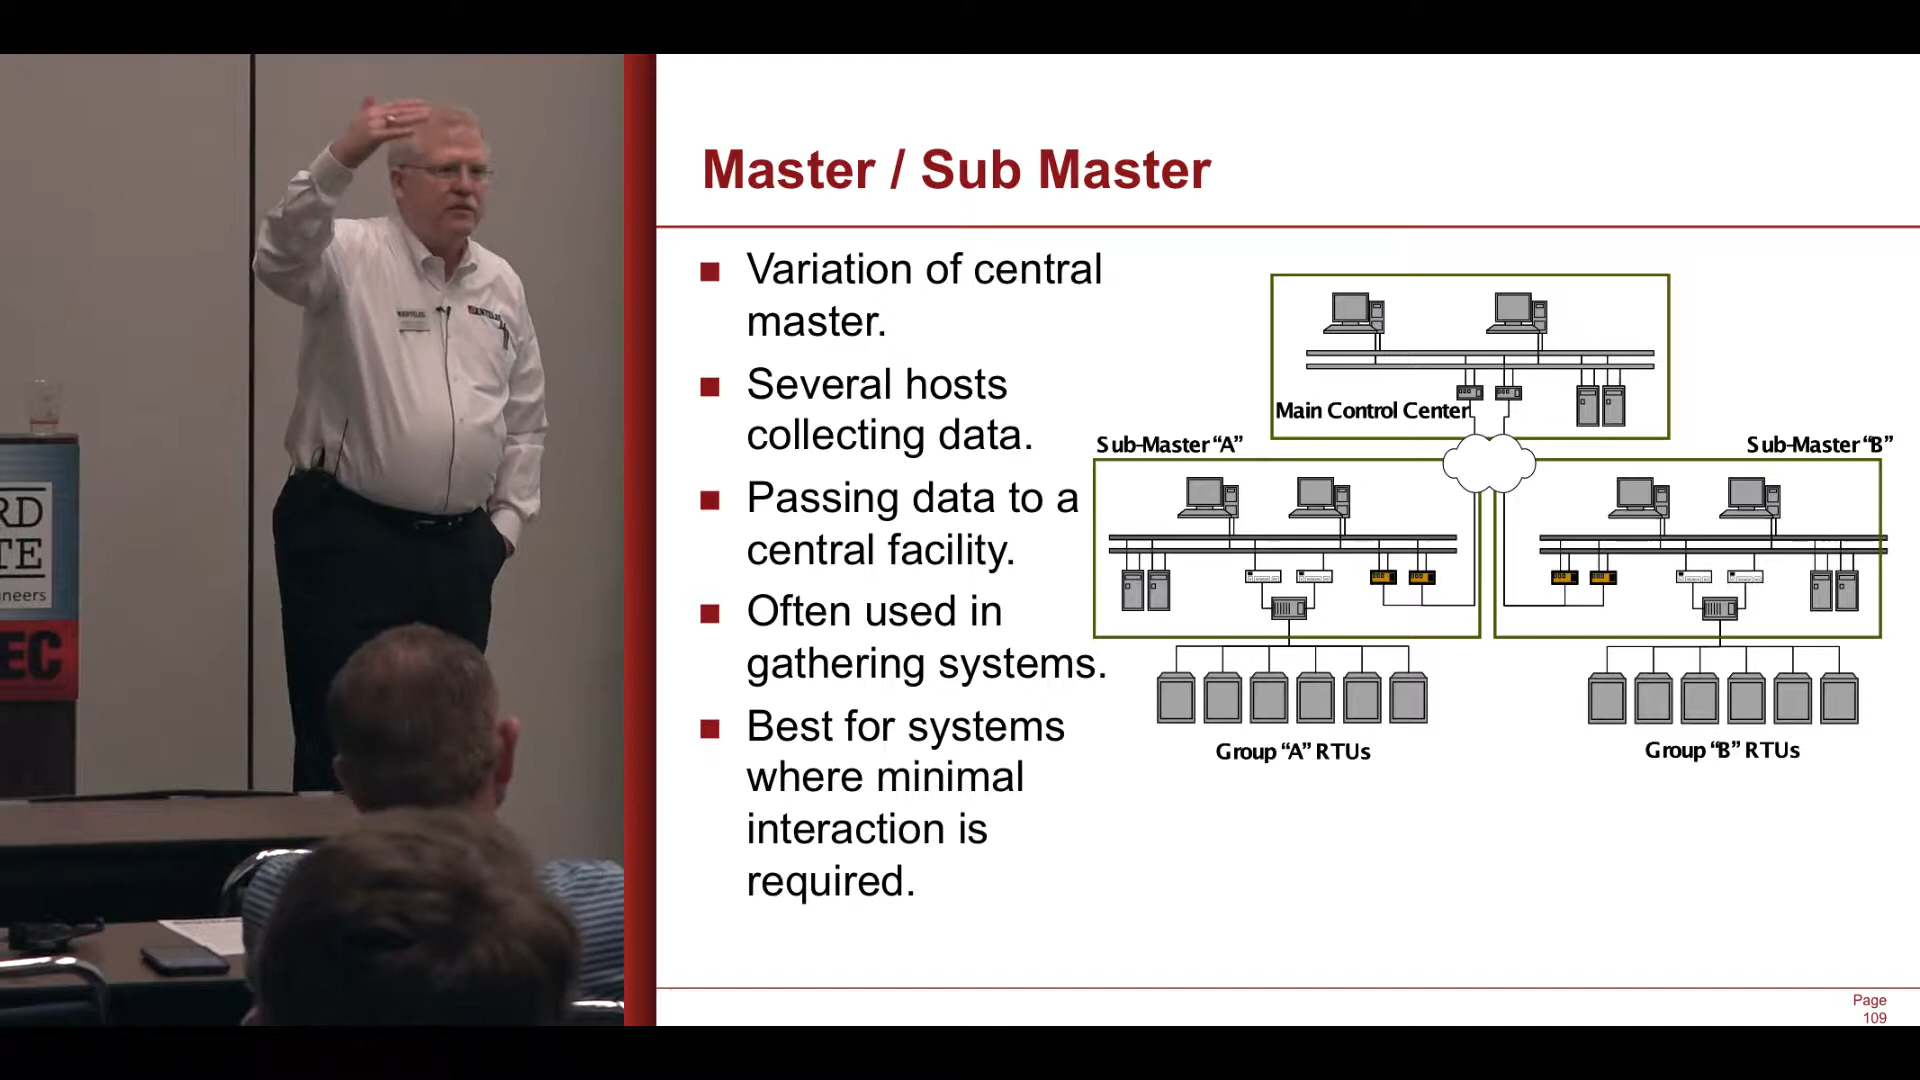 Master / Sub Master
Variation of central
master.
Several hosts
collecting data.
Passing data to a
central facility.
Often used in
gathering systems.
Best for systems
where minimal
interaction is
required.
Main Control Center
Sub-Master “A”
Sub-Master “B”
Group “A” RTUs
Group “B” RTUs
Page
109
RD
TE
neers
EC